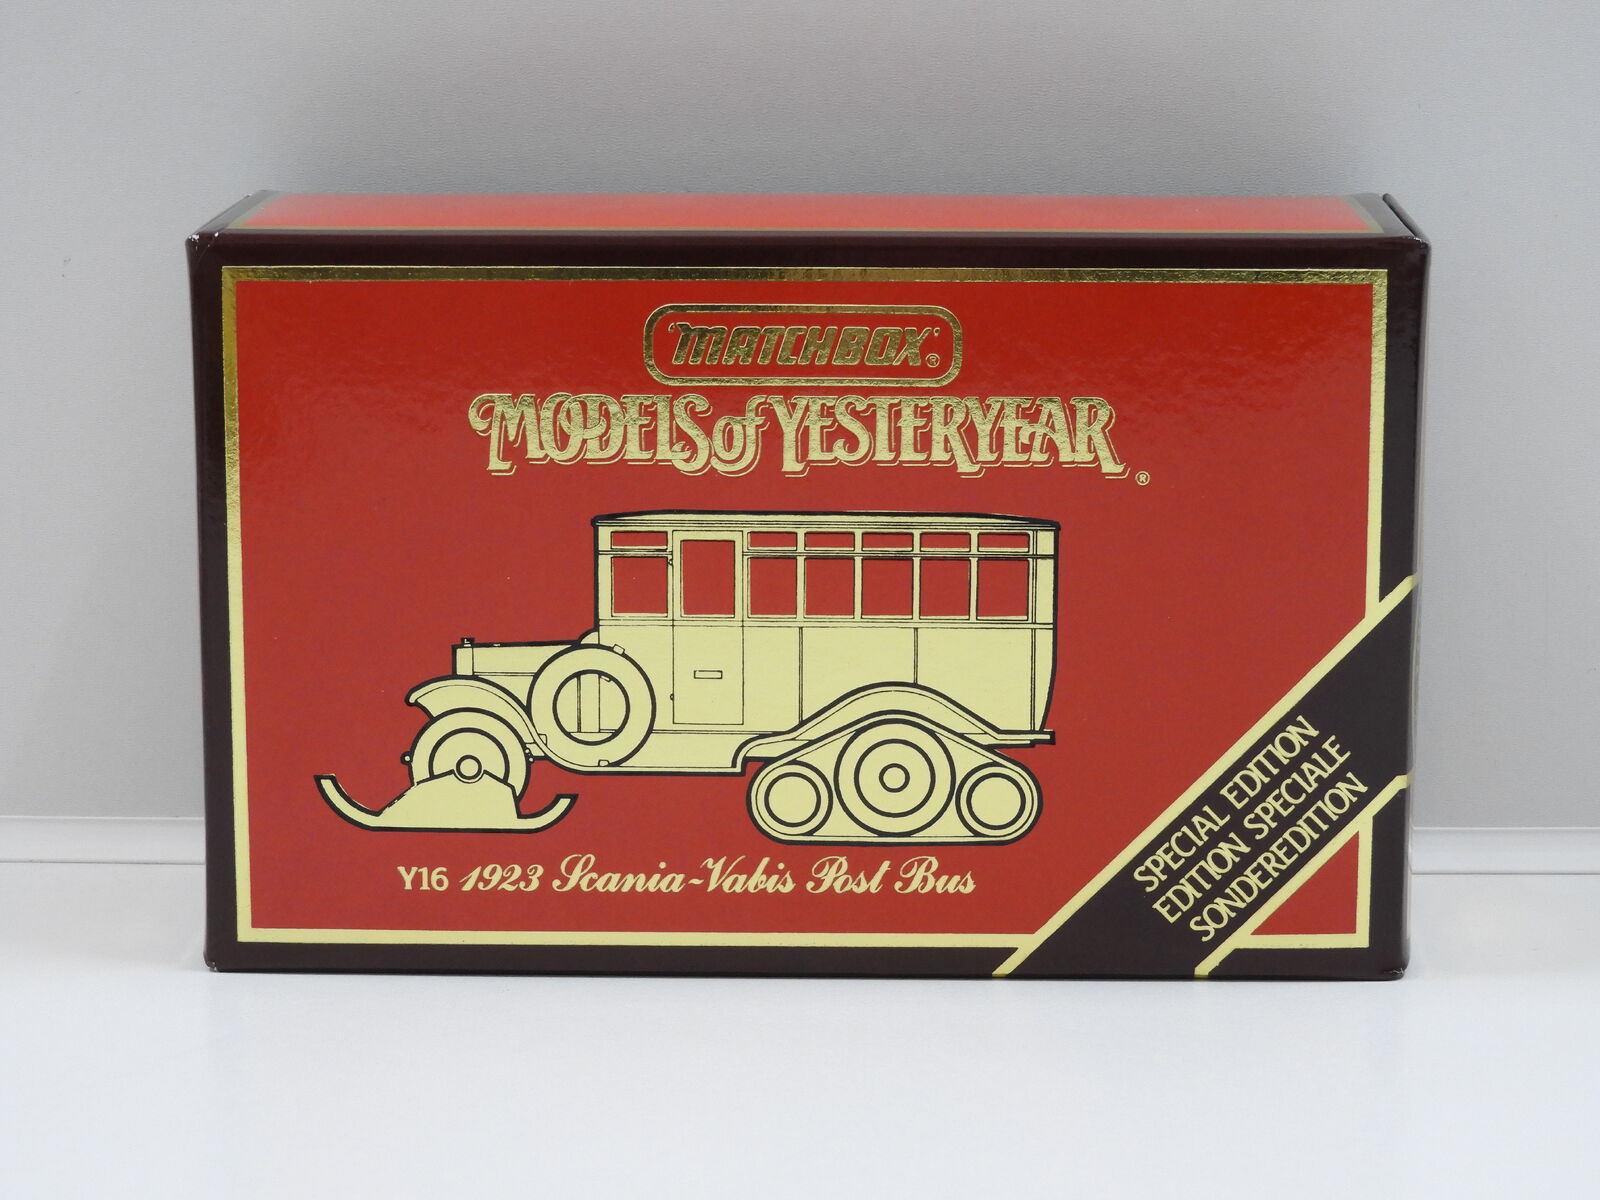 'MATCHBOX'®
MODELS of YESTERYEAR®
Y16 1923 Scania-Vabis Post Bus
SPECIAL EDITION
EDITION SPECIALE
SONDEREDITION